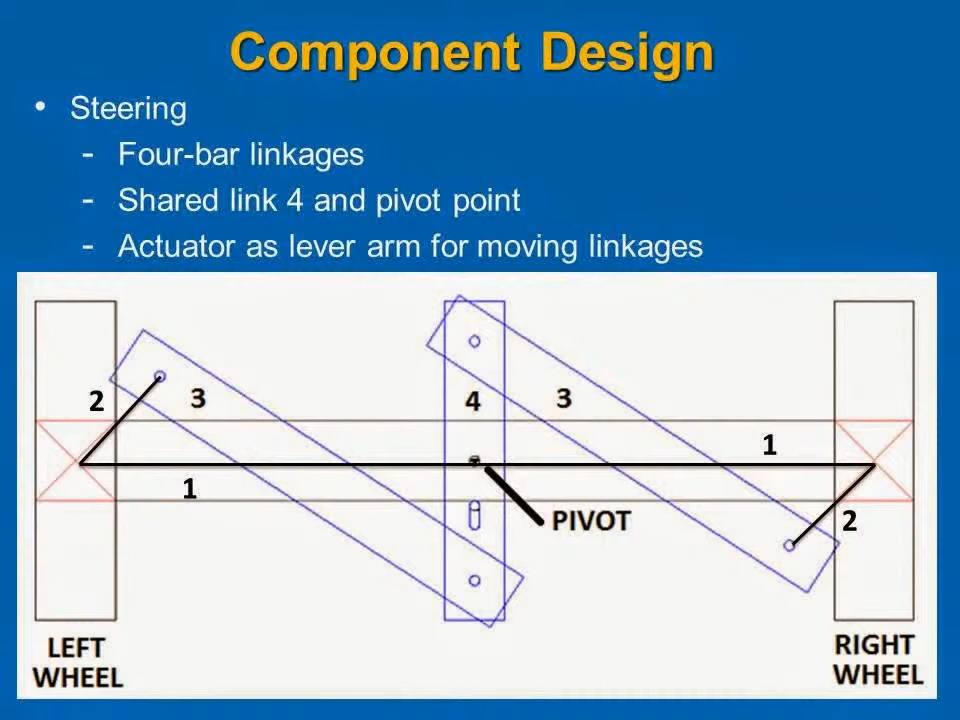 Component Design
• Steering
- Four-bar linkages
- Shared link 4 and pivot point
- Actuator as lever arm for moving linkages
2
3
4
3
1
1
PIVOT
2
LEFT
WHEEL
RIGHT
WHEEL